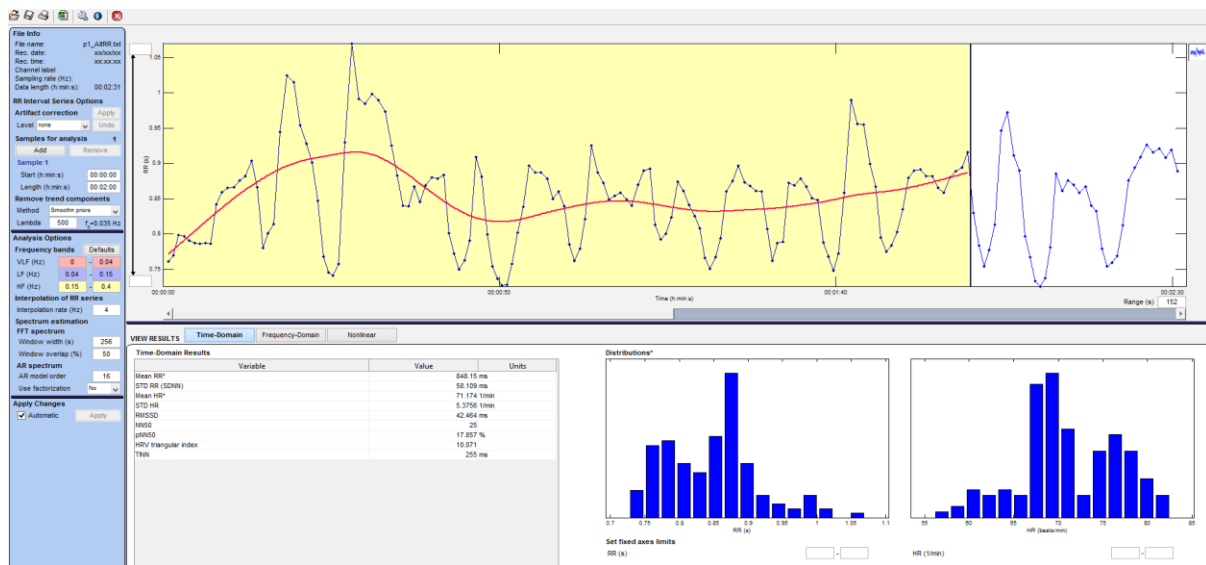 File Info
File name: p1_AltRR.txt
Rec. date: xx/xx/xx
Rec. time: xx:xx:xx
Channel label
Sampling rate (Hz):
Data length (h:min:s): 00:02:31
RR Interval Series Options
Artifact correction Apply
Level none Undo
Samples for analysis 1
Add Remove
Sample 1
Start (h:min:s) 00:00:00
Length (h:min:s) 00:02:00
Remove trend components
Method Smoothn priors
Lambda 500 fc=0.035 Hz
Analysis Options
Frequency bands Defaults
VLF (Hz) 0 - 0.04
LF (Hz) 0.04 - 0.15
HF (Hz) 0.15 - 0.4
Interpolation of RR series
Interpolation rate (Hz) 4
Spectrum estimation
FFT spectrum
Window width (s) 256
Window overlap (%) 50
AR spectrum
AR model order 16
Use factorization No
Apply Changes
Automatic Apply
1.05
1
0.95
0.9
0.85
0.8
0.75
RR (s)
00:00:00 00:00:50 00:01:40 00:02:30
Time (h:min:s)
Range (s) 152
VIEW RESULTS Time-Domain Frequency-Domain Nonlinear
Time-Domain Results
Variable Value Units
Mean RR* 848.15 ms
STD RR (SDNN) 58.109 ms
Mean HR* 71.174 1/min
STD HR 5.3756 1/min
RMSSD 42.464 ms
NN50 25
pNN50 17.857 %
HRV triangular index 10.071
TINN 255 ms
Distributions*
0.7 0.75 0.8 0.85 0.9 0.95 1 1.05 1.1
RR (s)
55 60 65 70 75 80 85
HR (beats/min)
Set fixed axes limits
RR (s) - HR (1/min) -